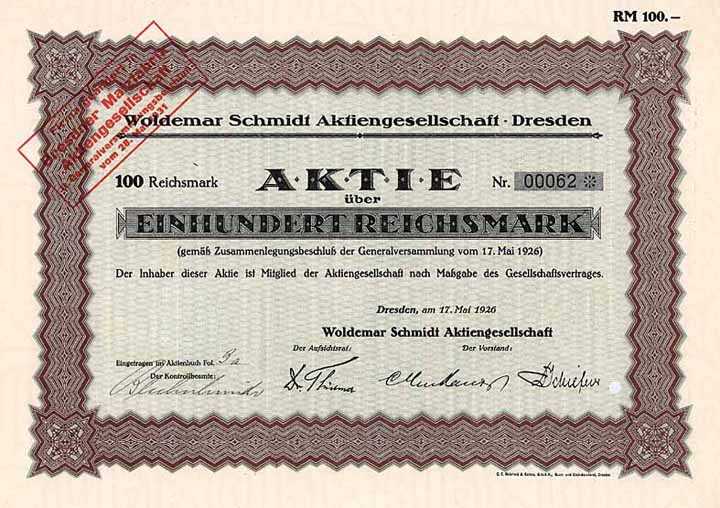 RM 100.–
Dresdner Malzfabrik
Aktiengesellschaft
vom 28. Mai 1931
Woldemar Schmidt Aktiengesellschaft · Dresden
100 Reichsmark A·K·T·I·E Nr. 00062 ※
über
EINHUNDERT REICHSMARK
(gemäß Zusammenlegungsbeschluß der Generalversammlung vom 17. Mai 1926)
Der Inhaber dieser Aktie ist Mitglied der Aktiengesellschaft nach Maßgabe des Gesellschaftsvertrages.
Dresden, am 17. Mai 1926
Woldemar Schmidt Aktiengesellschaft
Der Aufsichtsrat: Der Vorstand:
Eingetragen im Aktienbuch Fol. 3a
Der Kontrollbeamte:
Dr.